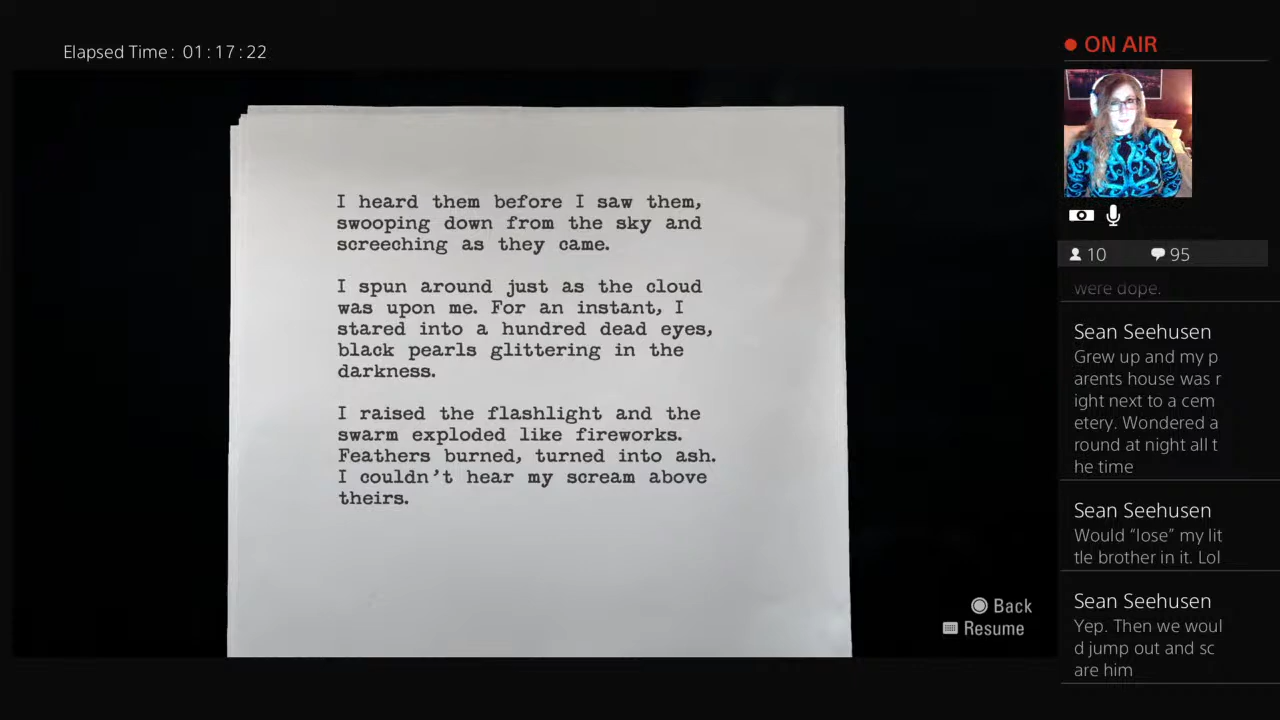 Elapsed Time: 01:17:22
I heard them before I saw them,
swooping down from the sky and
screeching as they came.
I spun around just as the cloud
was upon me. For an instant, I
stared into a hundred dead eyes,
black pearls glittering in the
darkness.
I raised the flashlight and the
swarm exploded like fireworks.
Feathers burned, turned into ash.
I couldn't hear my scream above
theirs.
Back
Resume
ON AIR
10 95
were dope.
Sean Seehusen
Grew up and my p
arents house was r
ight next to a cem
etery. Wondered a
round at night all t
he time
Sean Seehusen
Would “lose” my lit
tle brother in it. Lol
Sean Seehusen
Yep. Then we woul
d jump out and sc
are him